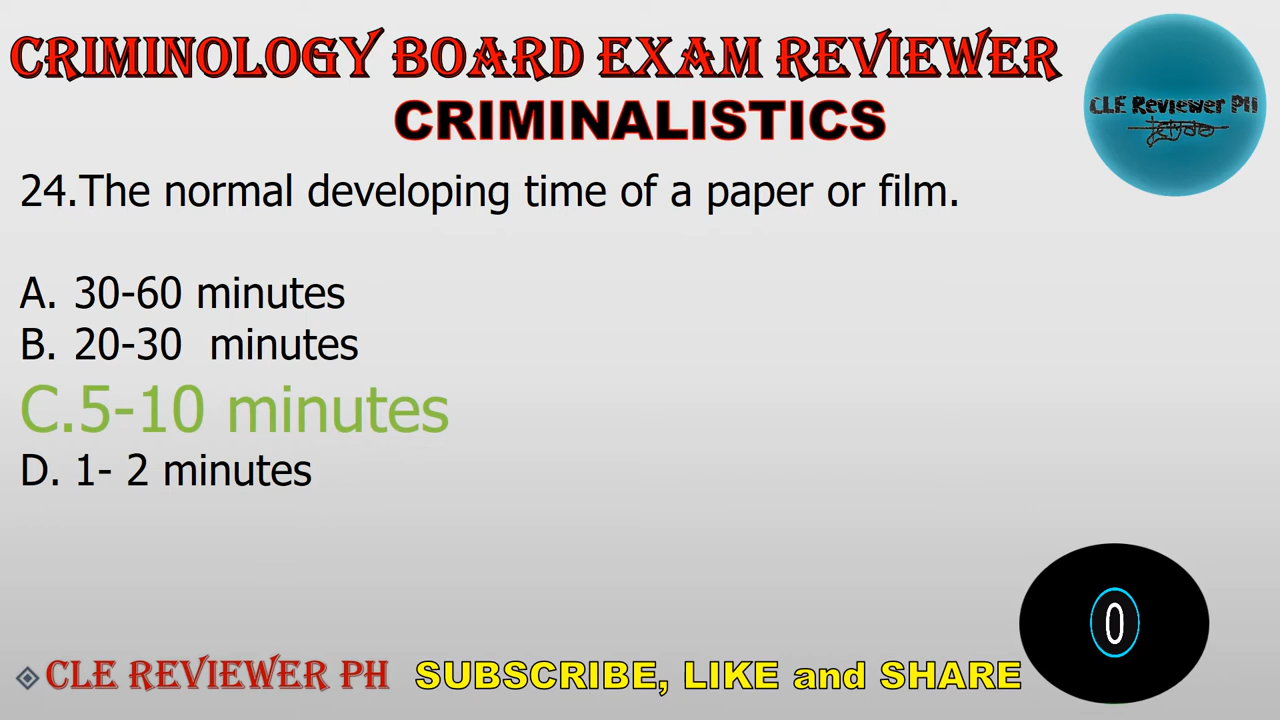 CRIMINOLOGY BOARD EXAM REVIEWER
CRIMINALISTICS
CLE Reviewer PH
24.The normal developing time of a paper or film.
A. 30-60 minutes
B. 20-30 minutes
C.5-10 minutes
D. 1- 2 minutes
0
CLE REVIEWER PH SUBSCRIBE, LIKE and SHARE